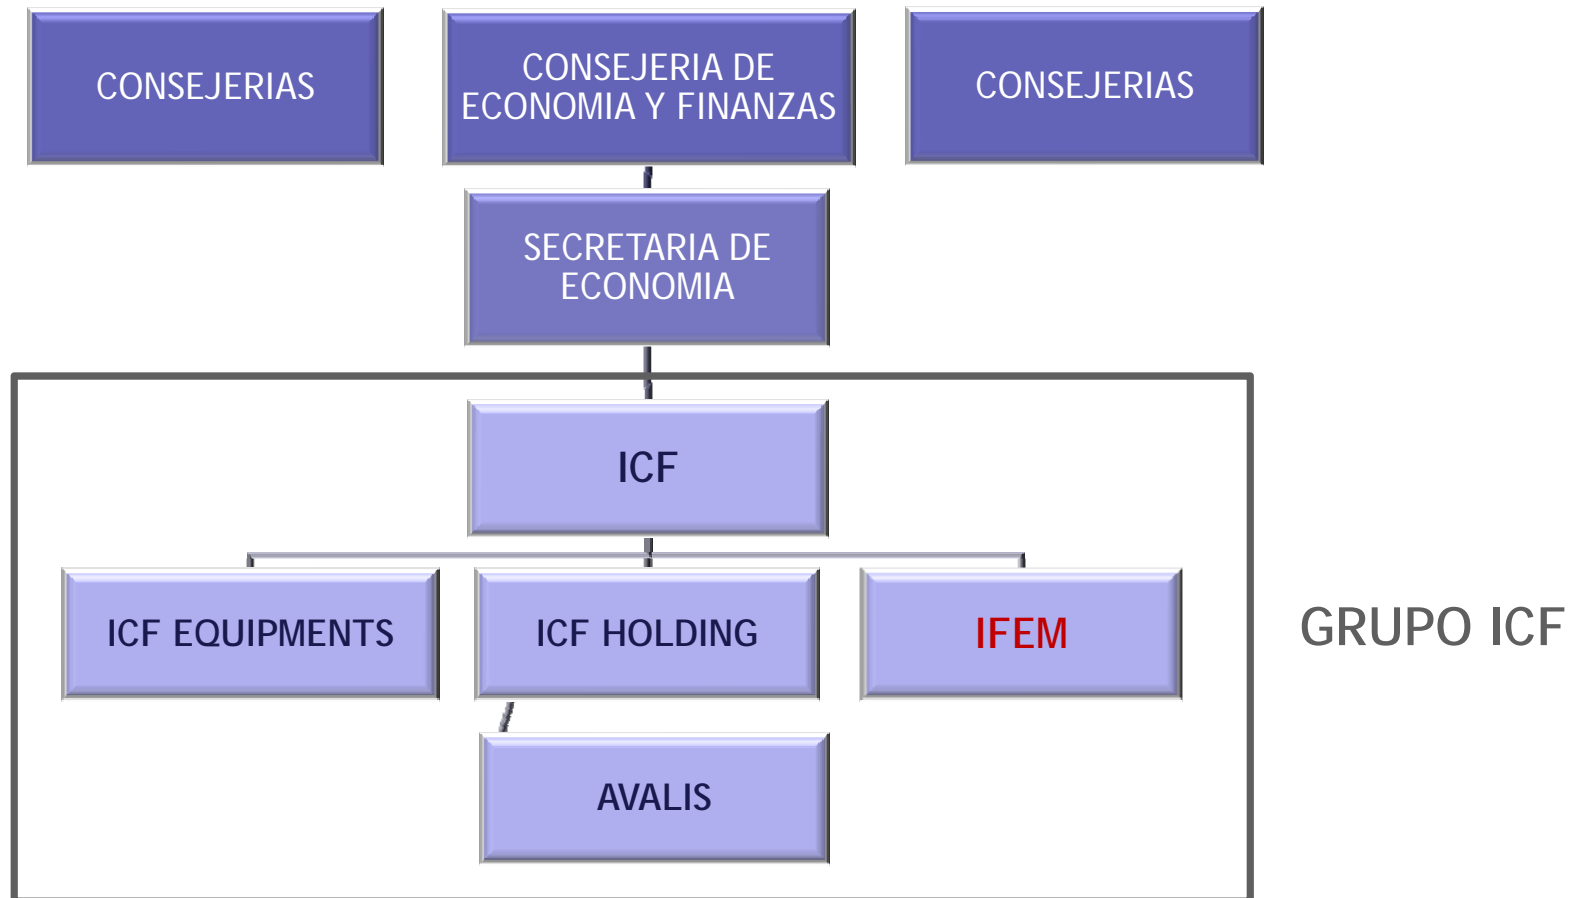 CONSEJERIAS
CONSEJERIA DE
ECONOMIA Y FINANZAS
CONSEJERIAS
SECRETARIA DE
ECONOMIA
ICF
ICF EQUIPMENTS
ICF HOLDING
IFEM
GRUPO ICF
AVALIS